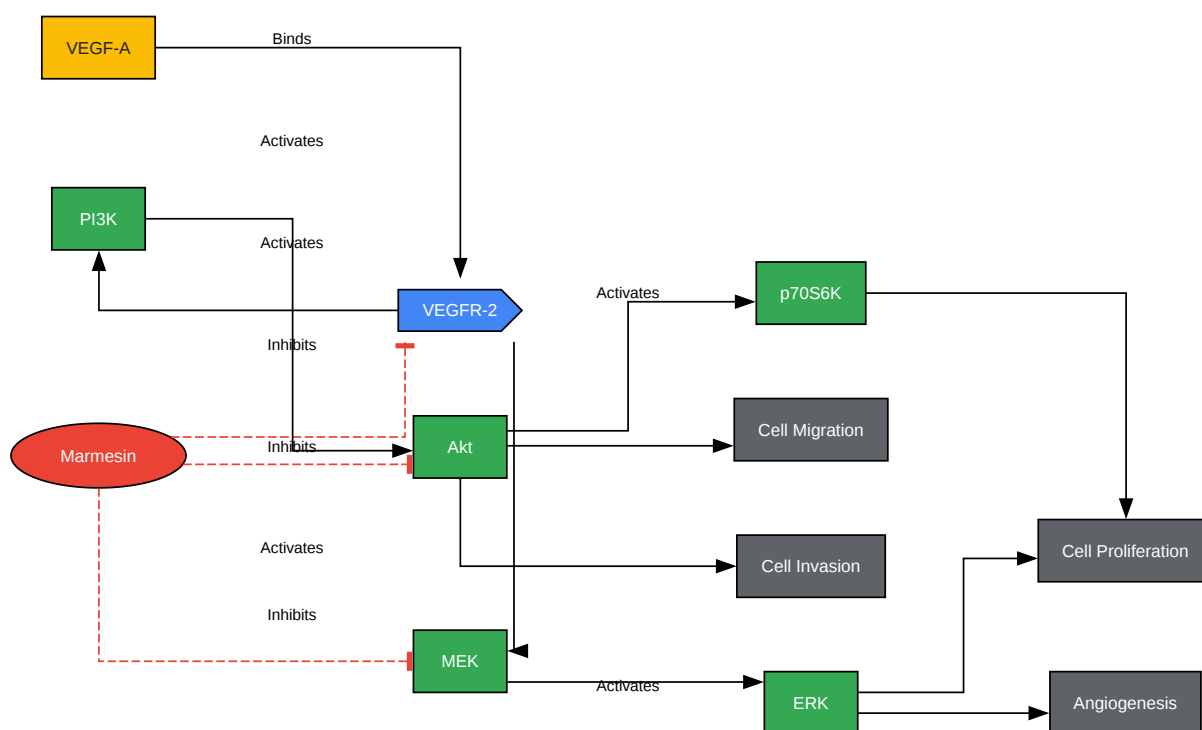 VEGF-A
Binds
Activates
PI3K
Activates
VEGFR-2
Activates
p70S6K
Inhibits
Cell Migration
Marmesin
Inhibits
Akt
Activates
Cell Invasion
Cell Proliferation
Inhibits
MEK
Activates
ERK
Angiogenesis